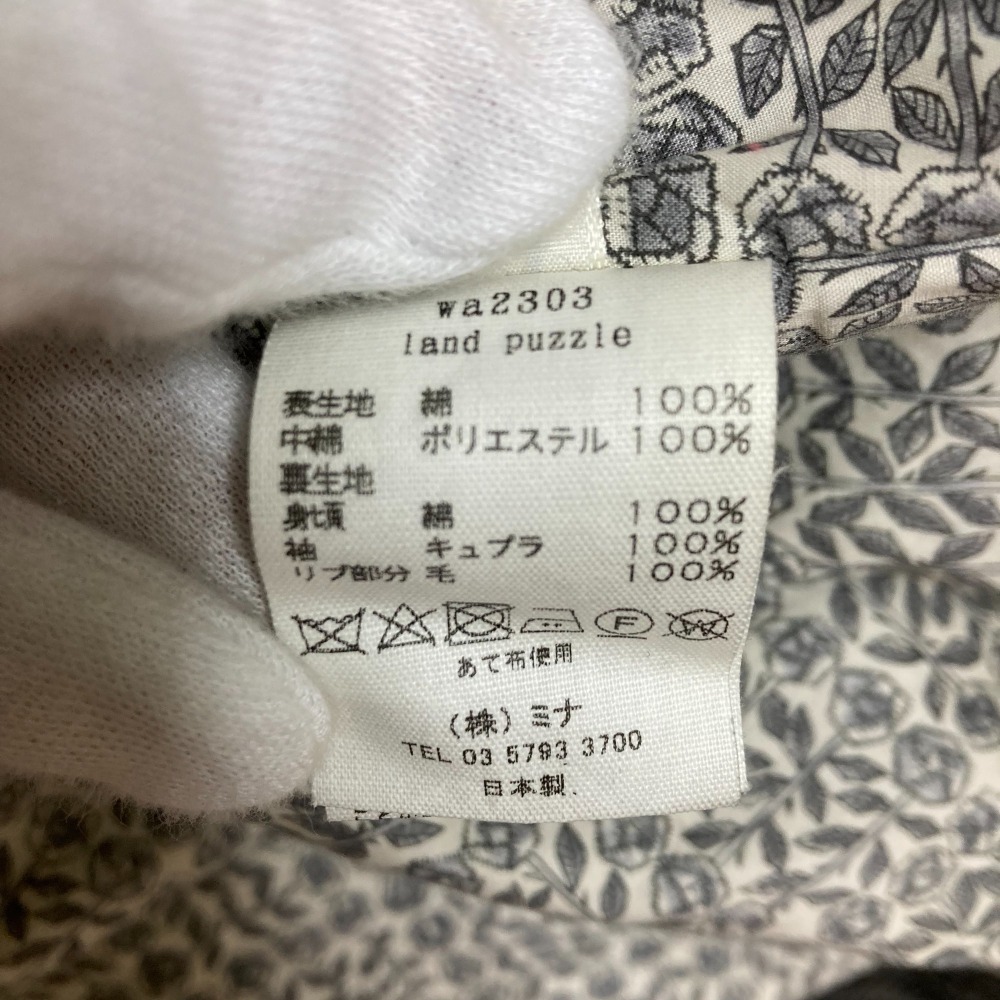 wa2303
land puzzle
表生地 綿 100%
中綿 ポリエステル 100%
裏生地
身頃 綿 100%
袖 キュプラ 100%
リブ部分 毛 100%
F W
あて布使用
(株)ミナ
TEL 03 5793 3700
日本製